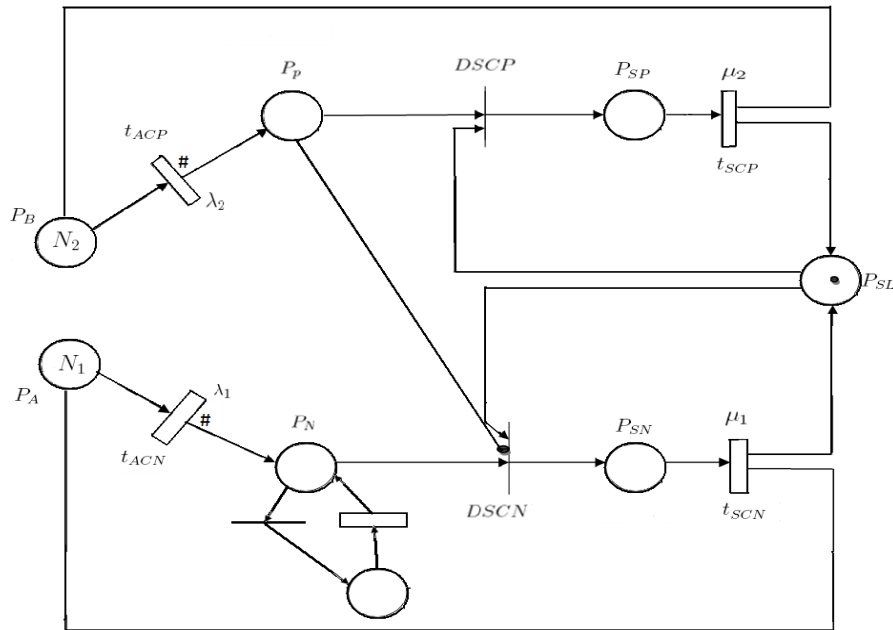 P_p
DSCP
P_SP
μ_2
t_ACP
#
λ_2
t_SCP
P_B
N_2
P_SL
N_1
P_A
λ_1
#
t_ACN
P_N
P_SN
μ_1
DSCN
t_SCN